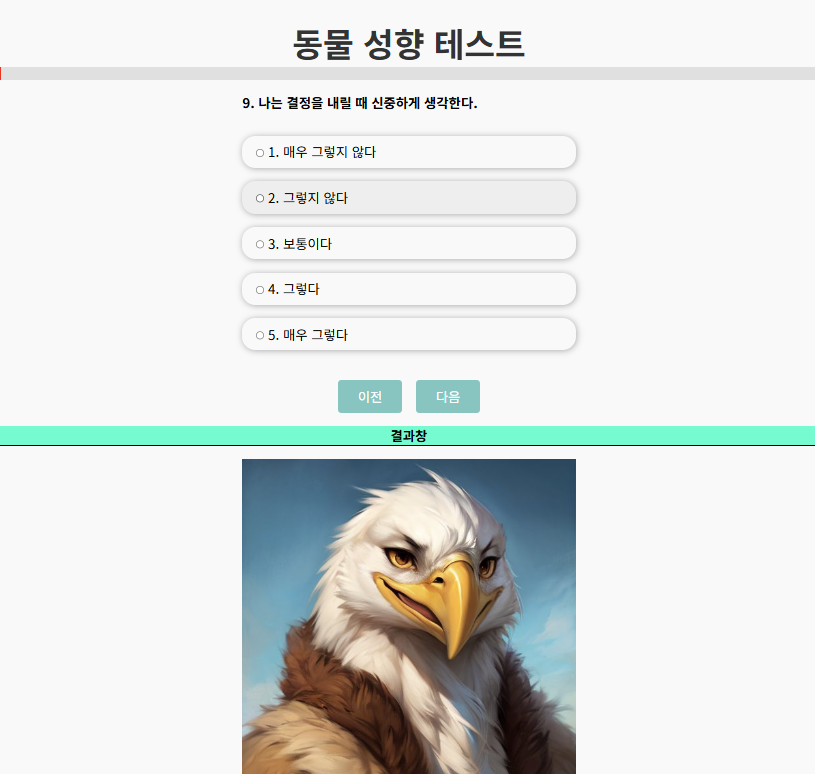 동물 성향 테스트
9. 나는 결정을 내릴 때 신중하게 생각한다.
1. 매우 그렇지 않다
2. 그렇지 않다
3. 보통이다
4. 그렇다
5. 매우 그렇다
이전 다음
결과창